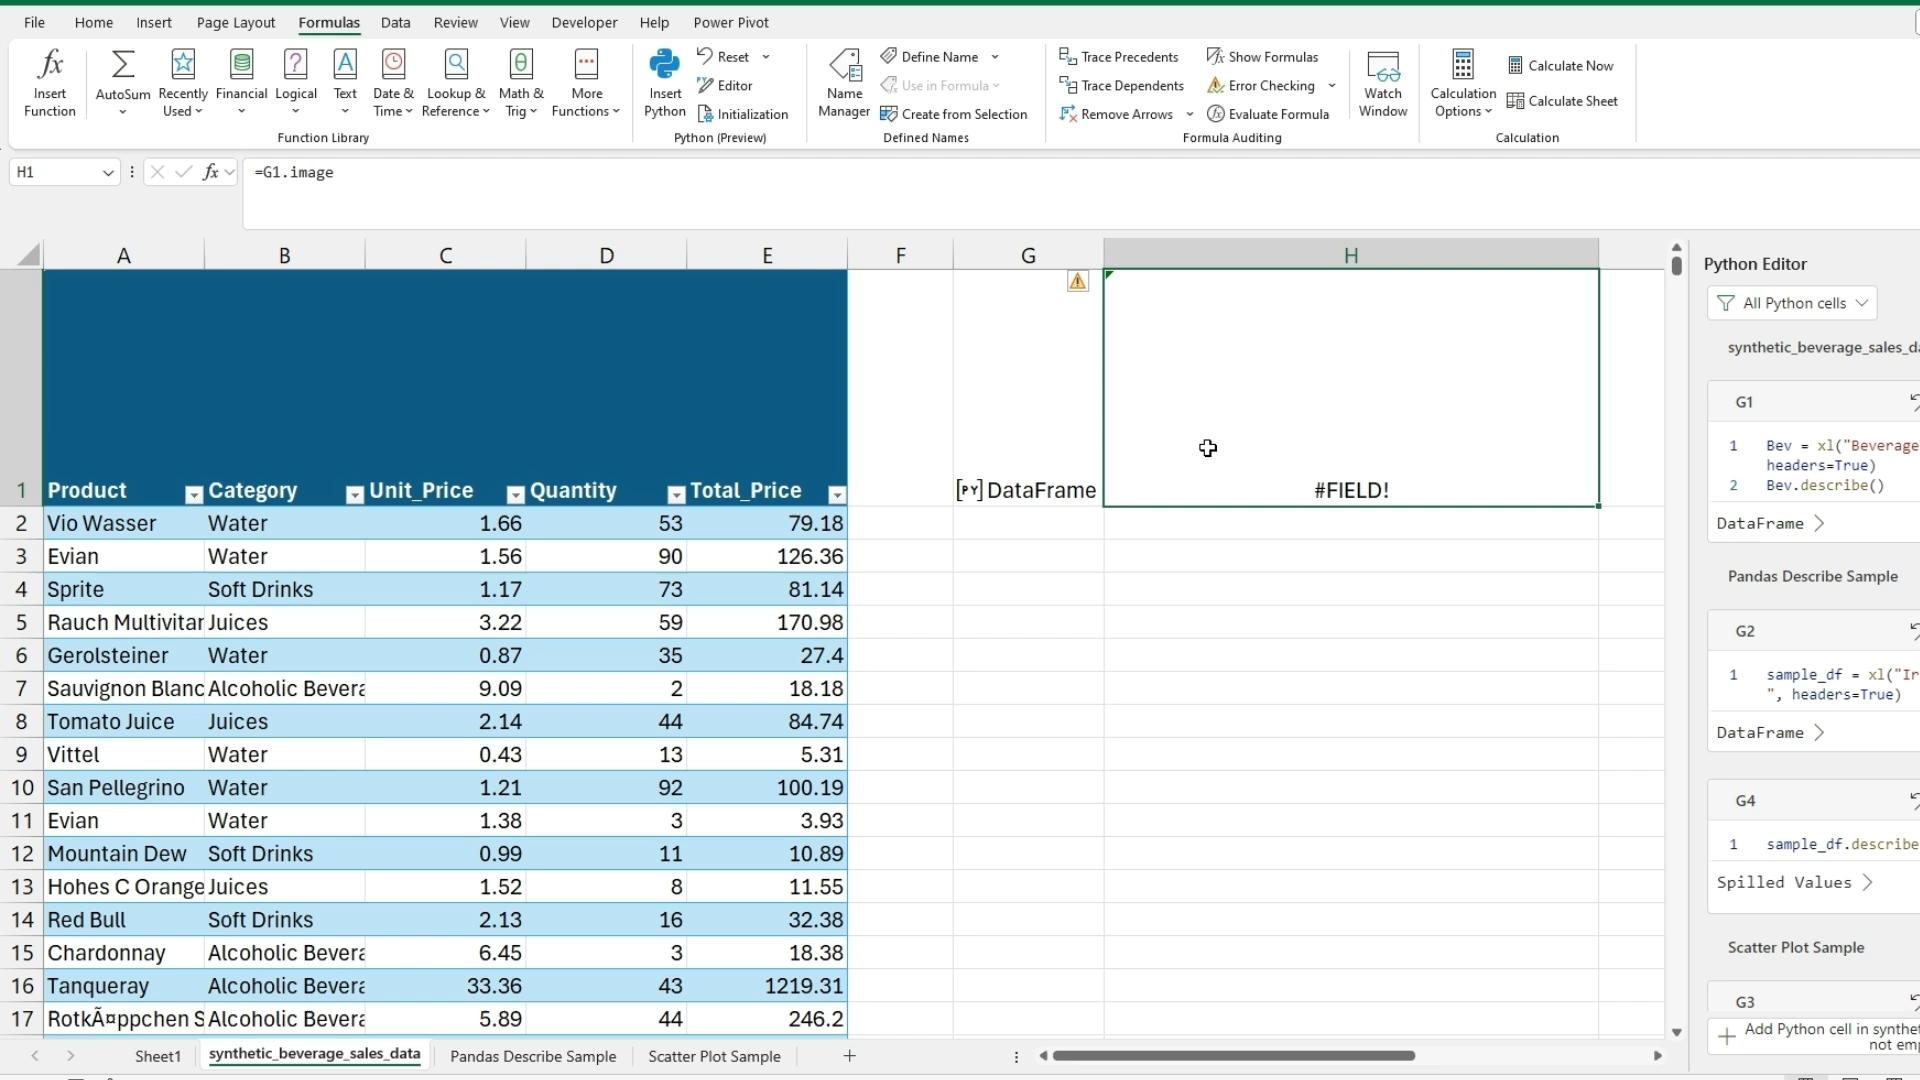 File Home Insert Page Layout Formulas Data Review View Developer Help Power Pivot
Insert Function
AutoSum
Recently Used
Financial
Logical
Text
Date & Time
Lookup & Reference
Math & Trig
More Functions
Function Library
Insert Python
Reset
Editor
Initialization
Python (Preview)
Name Manager
Define Name
Use in Formula
Create from Selection
Defined Names
Trace Precedents
Trace Dependents
Remove Arrows
Show Formulas
Error Checking
Evaluate Formula
Formula Auditing
Watch Window
Calculation Options
Calculate Now
Calculate Sheet
Calculation
H1 fx =G1.image
A B C D E F G H
1 Product Category Unit_Price Quantity Total_Price [PY] DataFrame #FIELD!
2 Vio Wasser Water 1.66 53 79.18
3 Evian Water 1.56 90 126.36
4 Sprite Soft Drinks 1.17 73 81.14
5 Rauch Multivitar Juices 3.22 59 170.98
6 Gerolsteiner Water 0.87 35 27.4
7 Sauvignon Blanc Alcoholic Bevera 9.09 2 18.18
8 Tomato Juice Juices 2.14 44 84.74
9 Vittel Water 0.43 13 5.31
10 San Pellegrino Water 1.21 92 100.19
11 Evian Water 1.38 3 3.93
12 Mountain Dew Soft Drinks 0.99 11 10.89
13 Hohes C Orange Juices 1.52 8 11.55
14 Red Bull Soft Drinks 2.13 16 32.38
15 Chardonnay Alcoholic Bevera 6.45 3 18.38
16 Tanqueray Alcoholic Bevera 33.36 43 1219.31
17 RotkÃ¤ppchen S Alcoholic Bevera 5.89 44 246.2
Sheet1 synthetic_beverage_sales_data Pandas Describe Sample Scatter Plot Sample
Python Editor
All Python cells
synthetic_beverage_sales_da
G1
1 Bev = xl("Beverage
headers=True)
2 Bev.describe()
DataFrame
Pandas Describe Sample
G2
1 sample_df = xl("Ir
", headers=True)
DataFrame
G4
1 sample_df.describe
Spilled Values
Scatter Plot Sample
G3
Add Python cell in synthet
not emp